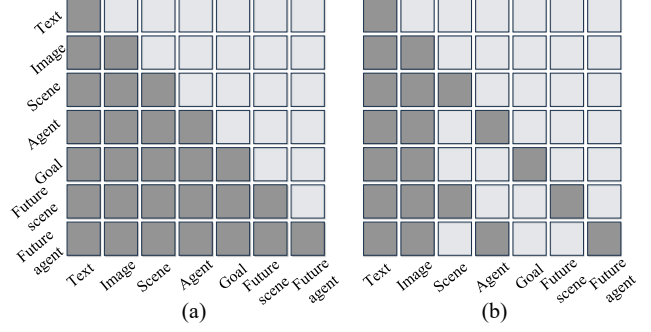 Text
Image
Scene
Agent
Goal
Future
scene
Future
agent
Text Image Scene Agent Goal Future
scene Future
agent
Text Image Scene Agent Goal Future
scene Future
agent
(a) (b)